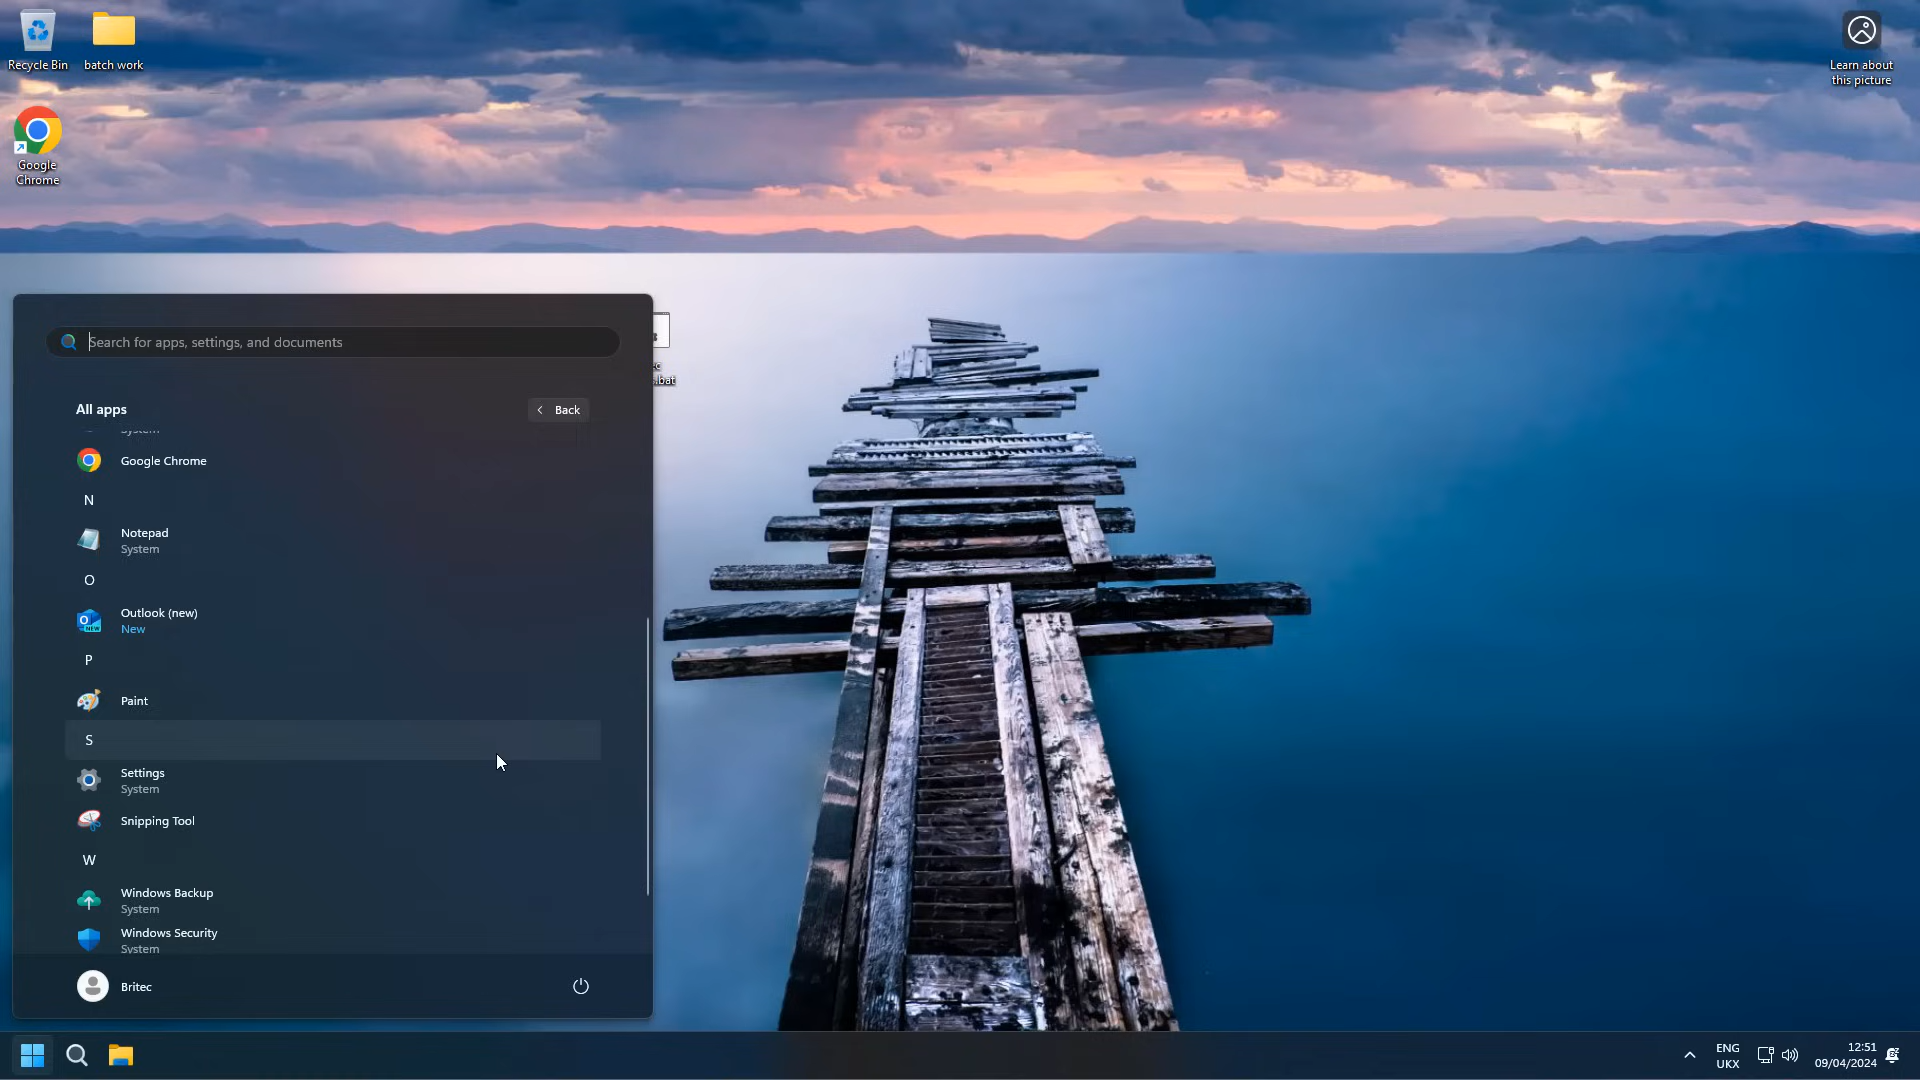 Recycle Bin
batch work
Google
Chrome
Learn about
this picture
Search for apps, settings, and documents
.bat
All apps
Back
System
Google Chrome
N
Notepad
System
O
Outlook (new)
New
P
Paint
S
Settings
System
Snipping Tool
W
Windows Backup
System
Windows Security
System
Britec
ENG
UKX
12:51
09/04/2024